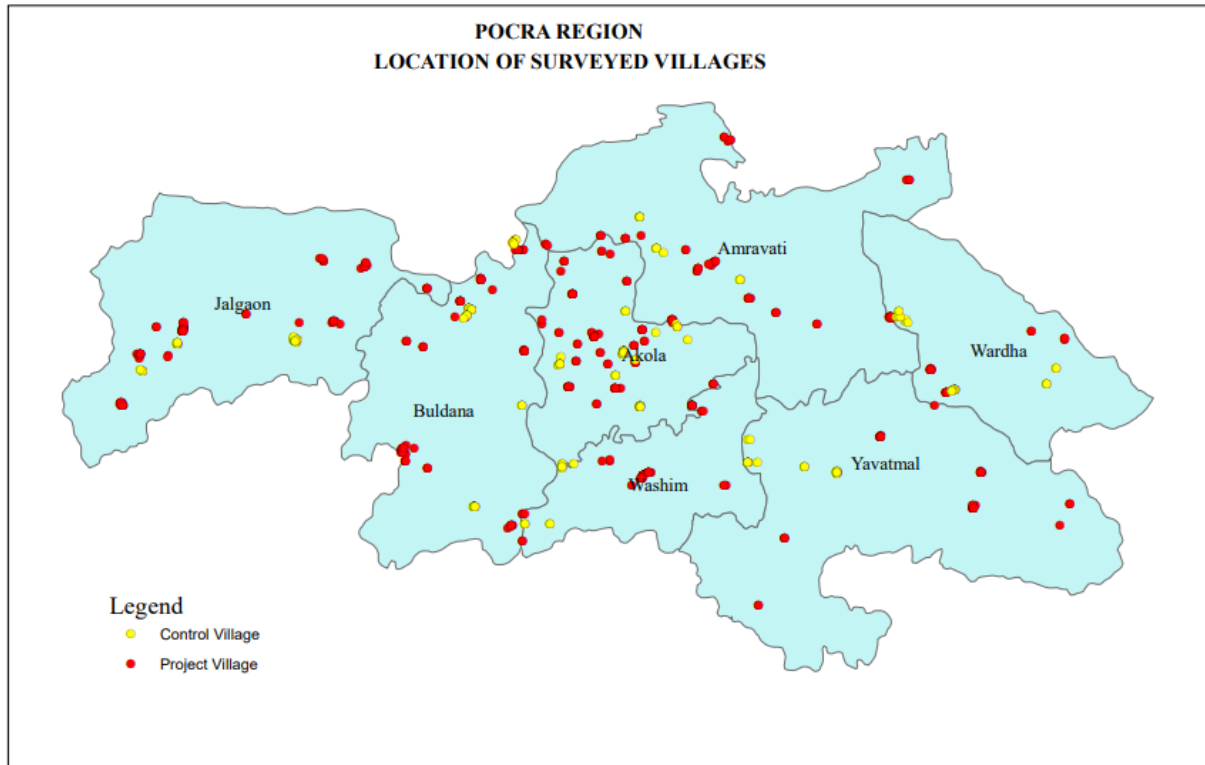 POCRA REGION
LOCATION OF SURVEYED VILLAGES
Amravati
Jalgaon
Wardha
Akola
Buldana
Yavatmal
Washim
Legend
Control Village
Project Village